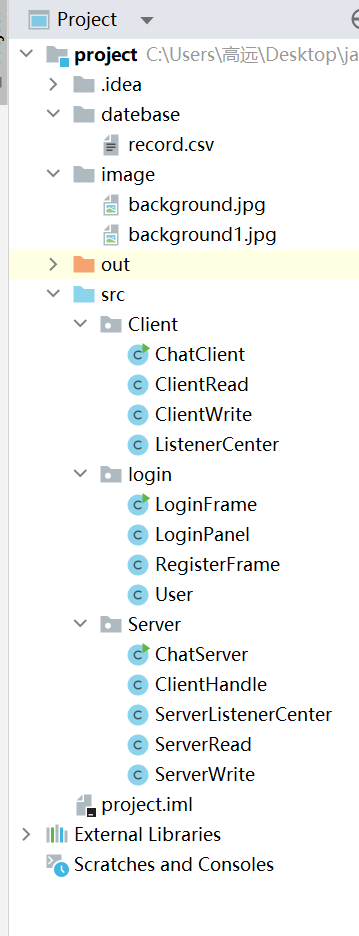 Project
project C:\Users\高远\Desktop\ja
.idea
datebase
record.csv
image
background.jpg
background1.jpg
out
src
Client
ChatClient
ClientRead
ClientWrite
ListenerCenter
login
LoginFrame
LoginPanel
RegisterFrame
User
Server
ChatServer
ClientHandle
ServerListenerCenter
ServerRead
ServerWrite
project.iml
External Libraries
Scratches and Consoles